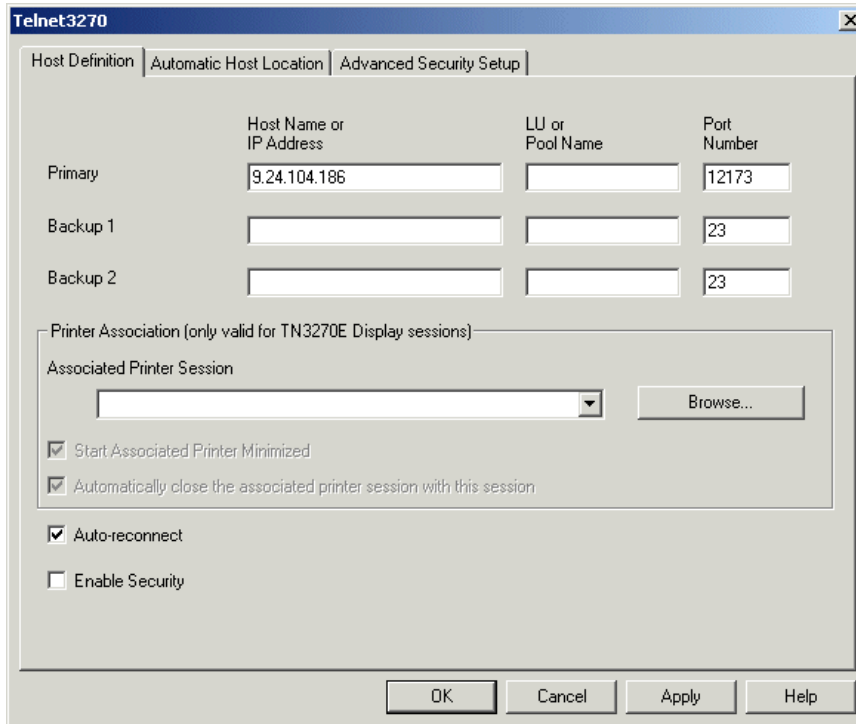 Telnet3270
Host Definition Automatic Host Location Advanced Security Setup
Host Name or LU or Port
IP Address Pool Name Number
Primary 9.24.104.186 12173
Backup 1 23
Backup 2 23
Printer Association (only valid for TN3270E Display sessions)
Associated Printer Session
Browse...
Start Associated Printer Minimized
Automatically close the associated printer session with this session
Auto-reconnect
Enable Security
OK Cancel Apply Help